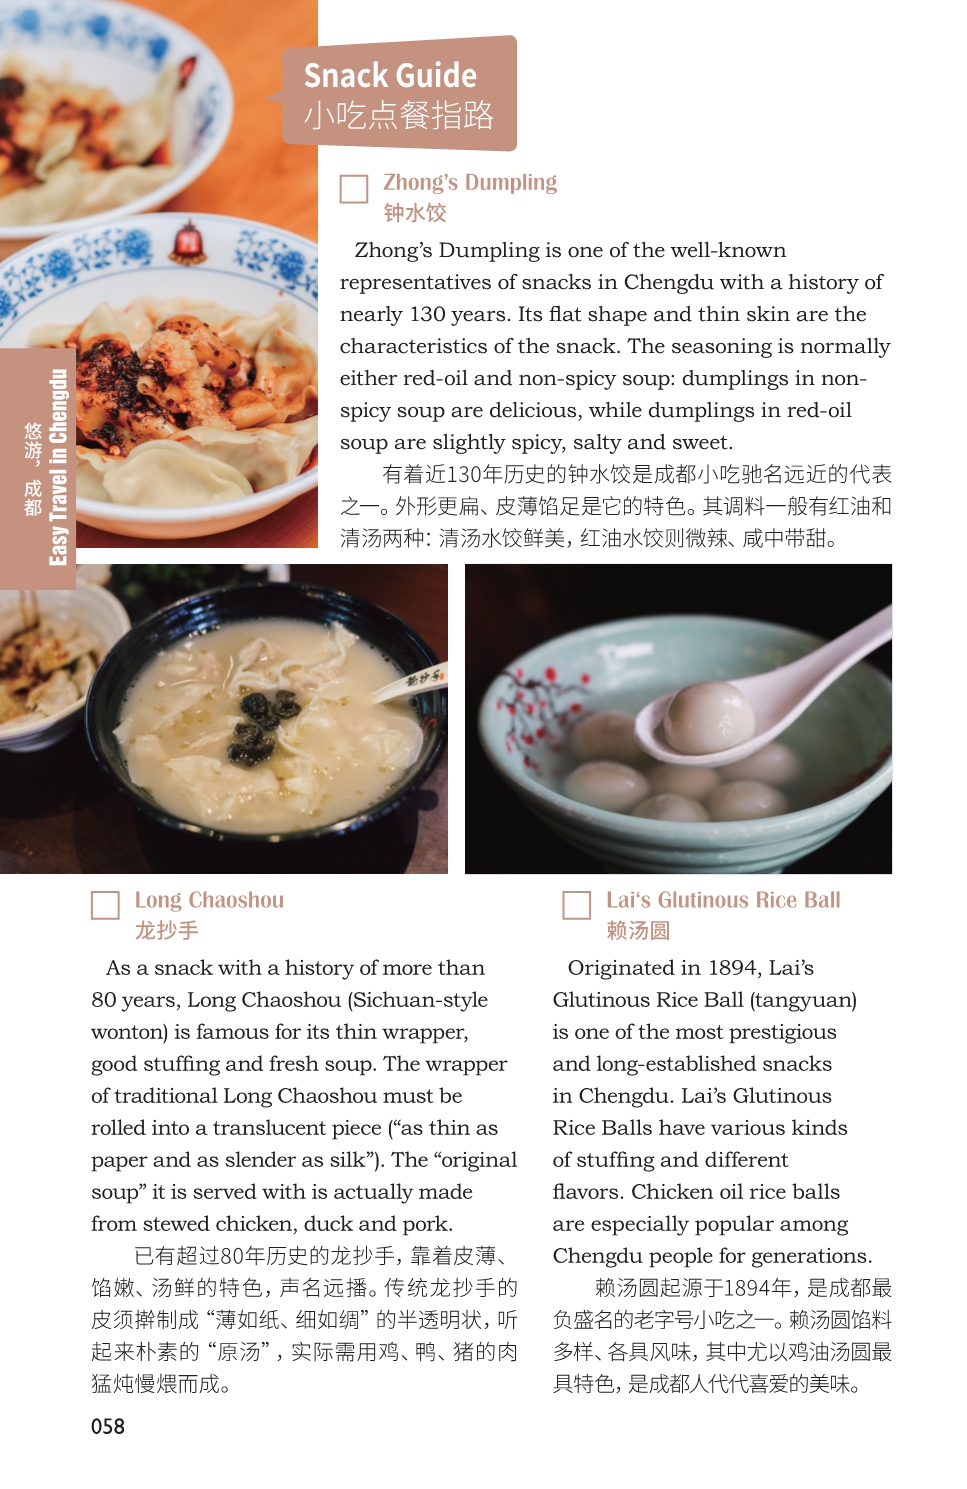 Snack Guide
小吃点餐指路
Zhong’s Dumpling
钟水饺
Zhong’s Dumpling is one of the well-known
representatives of snacks in Chengdu with a history of
nearly 130 years. Its flat shape and thin skin are the
characteristics of the snack. The seasoning is normally
either red-oil and non-spicy soup: dumplings in non-
spicy soup are delicious, while dumplings in red-oil
soup are slightly spicy, salty and sweet.
有着近130年历史的钟水饺是成都小吃驰名远近的代表
之一。外形更扁、皮薄馅足是它的特色。其调料一般有红油和
清汤两种：清汤水饺鲜美，红油水饺则微辣、咸中带甜。
悠游，成都
Easy Travel in Chengdu
龙抄手
Long Chaoshou
龙抄手
As a snack with a history of more than
80 years, Long Chaoshou (Sichuan-style
wonton) is famous for its thin wrapper,
good stuffing and fresh soup. The wrapper
of traditional Long Chaoshou must be
rolled into a translucent piece (“as thin as
paper and as slender as silk”). The “original
soup” it is served with is actually made
from stewed chicken, duck and pork.
已有超过80年历史的龙抄手，靠着皮薄、
馅嫩、汤鲜的特色，声名远播。传统龙抄手的
皮须擀制成“薄如纸、细如绸”的半透明状，听
起来朴素的“原汤”，实际需用鸡、鸭、猪的肉
猛炖慢煨而成。
Lai‘s Glutinous Rice Ball
赖汤圆
Originated in 1894, Lai’s
Glutinous Rice Ball (tangyuan)
is one of the most prestigious
and long-established snacks
in Chengdu. Lai’s Glutinous
Rice Balls have various kinds
of stuffing and different
flavors. Chicken oil rice balls
are especially popular among
Chengdu people for generations.
赖汤圆起源于1894年，是成都最
负盛名的老字号小吃之一。赖汤圆馅料
多样、各具风味，其中尤以鸡油汤圆最
具特色，是成都人代代喜爱的美味。
058